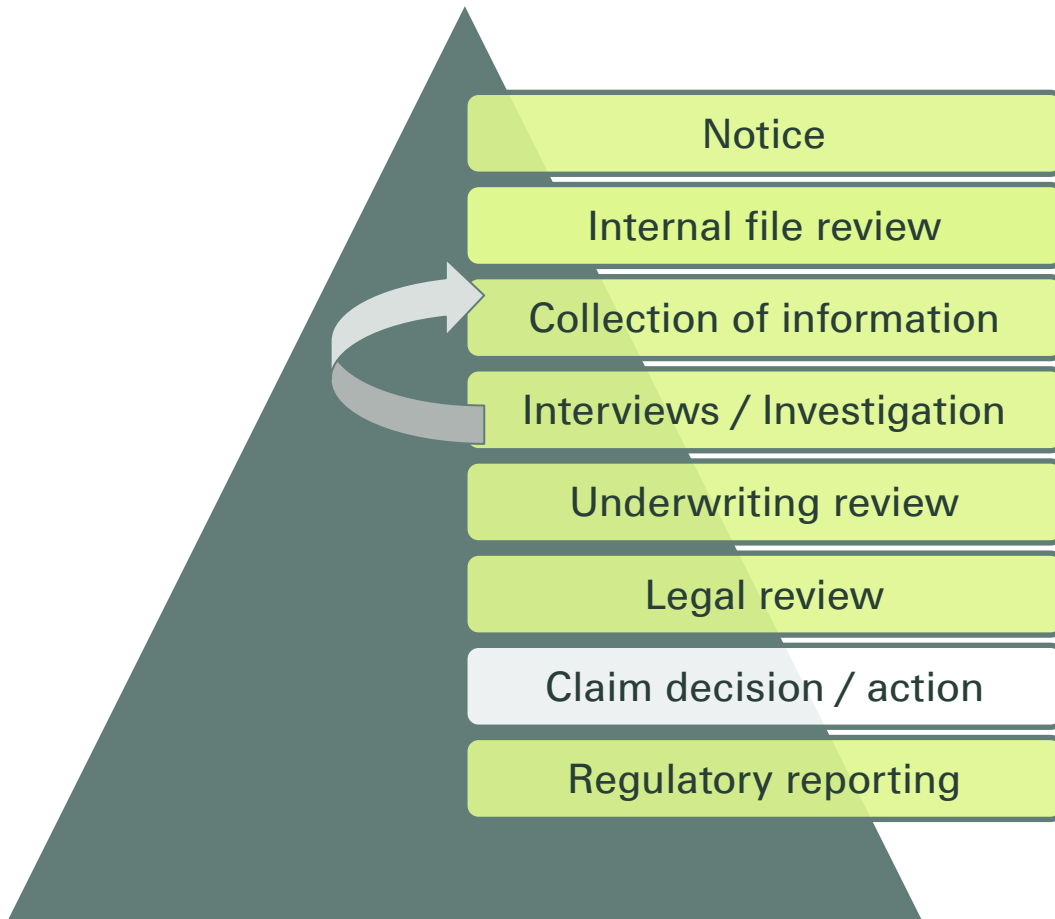 Notice
Internal file review
Collection of information
Interviews / Investigation
Underwriting review
Legal review
Claim decision / action
Regulatory reporting